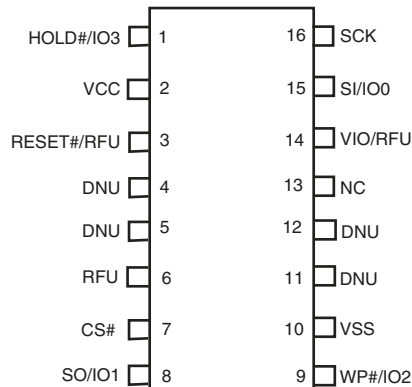 HOLD#/IO3 1 16 SCK
VCC 2 15 SI/IO0
RESET#/RFU 3 14 VIO/RFU
DNU 4 13 NC
DNU 5 12 DNU
RFU 6 11 DNU
CS# 7 10 VSS
SO/IO1 8 9 WP#/IO2